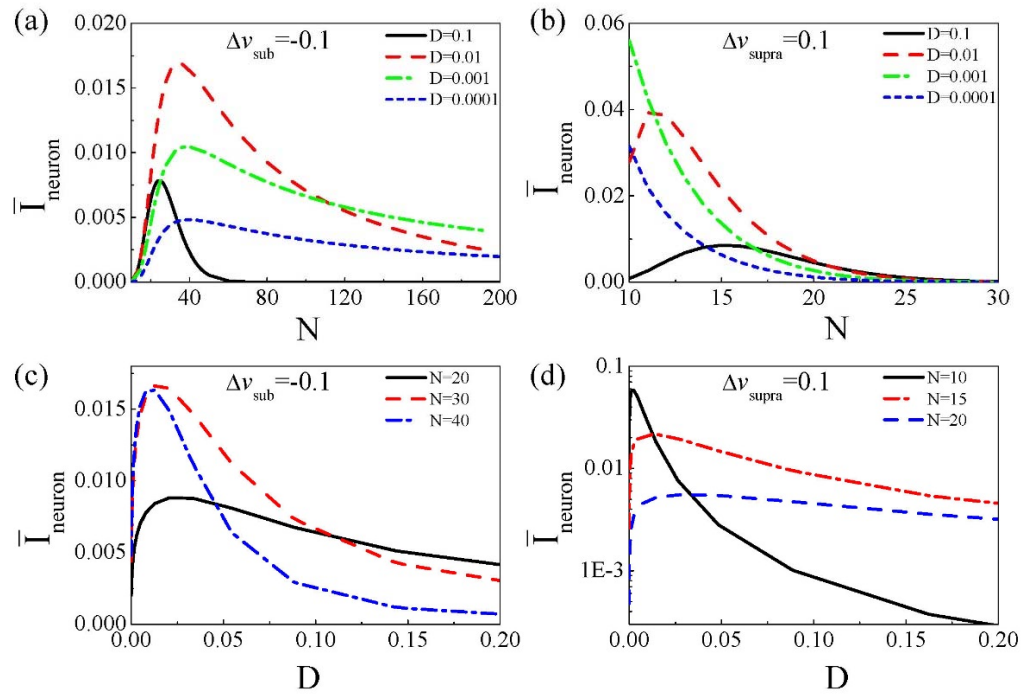 (a)
Δv_sub=-0.1
D=0.1
D=0.01
D=0.001
D=0.0001
Ī_neuron
0.020
0.015
0.010
0.005
0.000
40
80
120
160
200
N
(b)
Δv_supra=0.1
D=0.1
D=0.01
D=0.001
D=0.0001
Ī_neuron
0.06
0.04
0.02
0.00
10
15
20
25
30
N
(c)
Δv_sub=-0.1
N=20
N=30
N=40
Ī_neuron
0.015
0.010
0.005
0.000
0.00
0.05
0.10
0.15
0.20
D
(d)
Δv_supra=0.1
N=10
N=15
N=20
Ī_neuron
0.1
0.01
1E-3
0.00
0.05
0.10
0.15
0.20
D